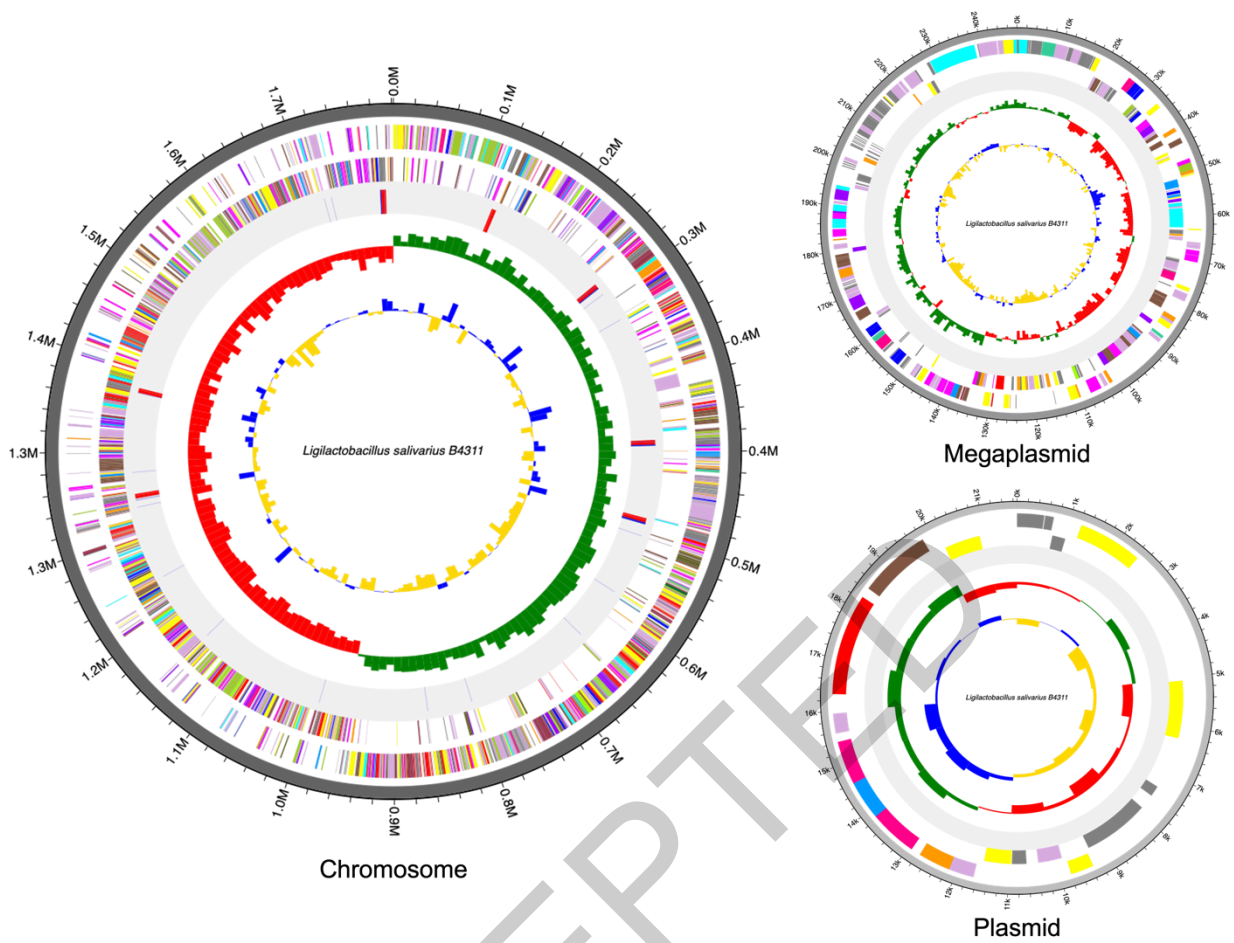 0.0M
0.1M
0.2M
0.3M
0.4M
0.4M
0.5M
0.6M
0.7M
0.8M
0.9M
1.0M
1.1M
1.2M
1.3M
1.3M
1.4M
1.5M
1.6M
1.7M
Ligilactobacillus salivarius B4311
Chromosome
0k
10k
20k
30k
40k
50k
60k
70k
80k
90k
100k
110k
120k
130k
140k
150k
160k
170k
180k
190k
200k
210k
220k
230k
240k
Ligilactobacillus salivarius B4311
Megaplasmid
0k
1k
2k
3k
4k
5k
6k
7k
8k
9k
10k
11k
12k
13k
14k
15k
16k
17k
18k
19k
20k
21k
Ligilactobacillus salivarius B4311
Plasmid
EPTED